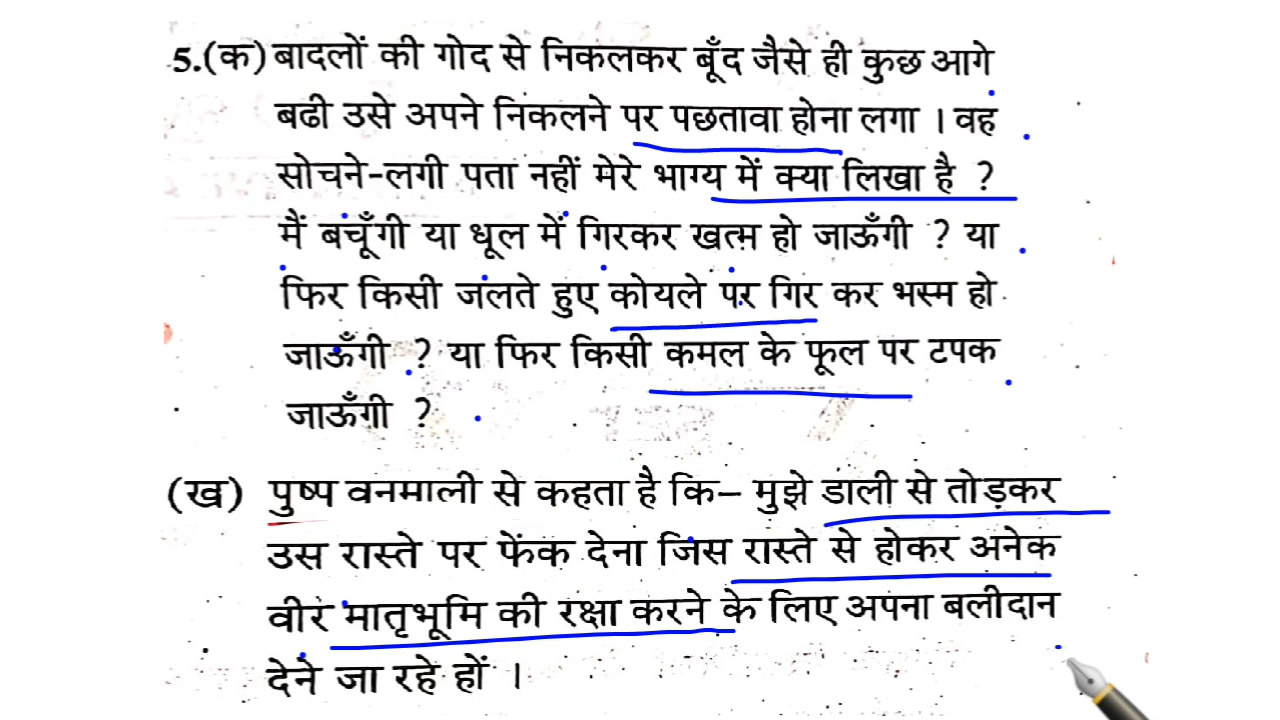 5.(क) बादलों की गोद से निकलकर बूँद जैसे ही कुछ आगे
बढी उसे अपने निकलने पर पछतावा होना लगा । वह
सोचने-लगी पता नहीं मेरे भाग्य में क्या लिखा है ?
मैं बचूँगी या धूल में गिरकर खत्म हो जाऊँगी ? या
फिर किसी जलते हुए कोयले पर गिर कर भस्म हो
जाऊँगी ? या फिर किसी कमल के फूल पर टपक
जाऊँगी ?
(ख) पुष्प वनमाली से कहता है कि– मुझे डाली से तोड़कर
उस रास्ते पर फेंक देना जिस रास्ते से होकर अनेक
वीर मातृभूमि की रक्षा करने के लिए अपना बलीदान
देने जा रहे हों ।